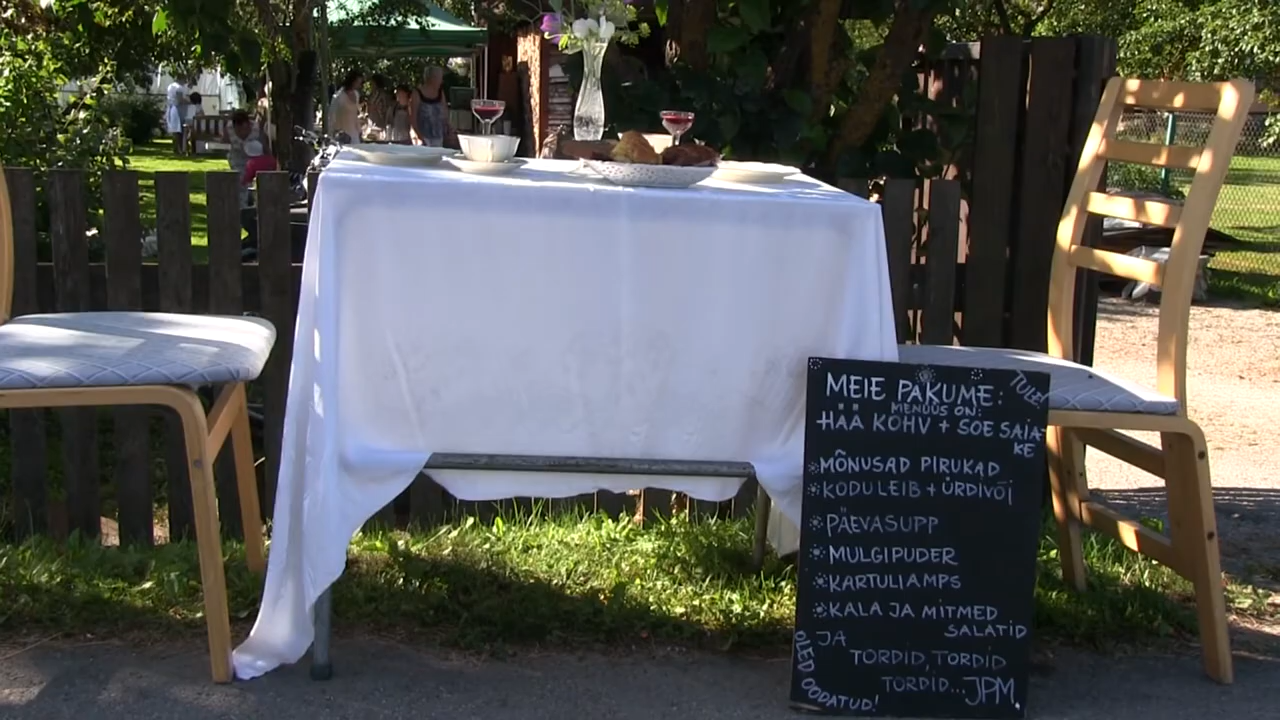 MEIE PAKUME:
TULE!
MENÜÜS ON:
HÄÄ KOHV + SOE SAIA-
KE
MÕNUSAD PIRUKAD
KODULEIB + ÜRDIVÕI
PÄEVASUPP
MULGIPUDER
KARTULIAMPS
KALA JA MITMED
SALATID
JA
TORDID, TORDID
TORDID... JPM.
OLED OODATUD!